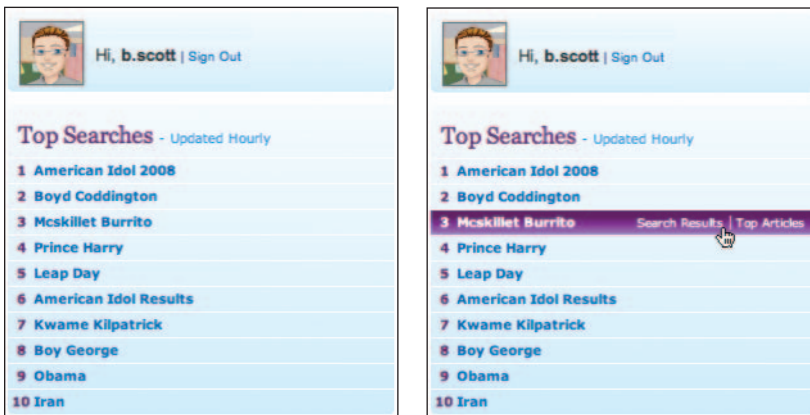 Hi, b.scott | Sign Out
Top Searches - Updated Hourly
1 American Idol 2008
2 Boyd Coddington
3 Mcskillet Burrito
4 Prince Harry
5 Leap Day
6 American Idol Results
7 Kwame Kilpatrick
8 Boy George
9 Obama
10 Iran
Hi, b.scott | Sign Out
Top Searches - Updated Hourly
1 American Idol 2008
2 Boyd Coddington
3 Mcskillet Burrito Search Results | Top Articles
4 Prince Harry
5 Leap Day
6 American Idol Results
7 Kwame Kilpatrick
8 Boy George
9 Obama
10 Iran